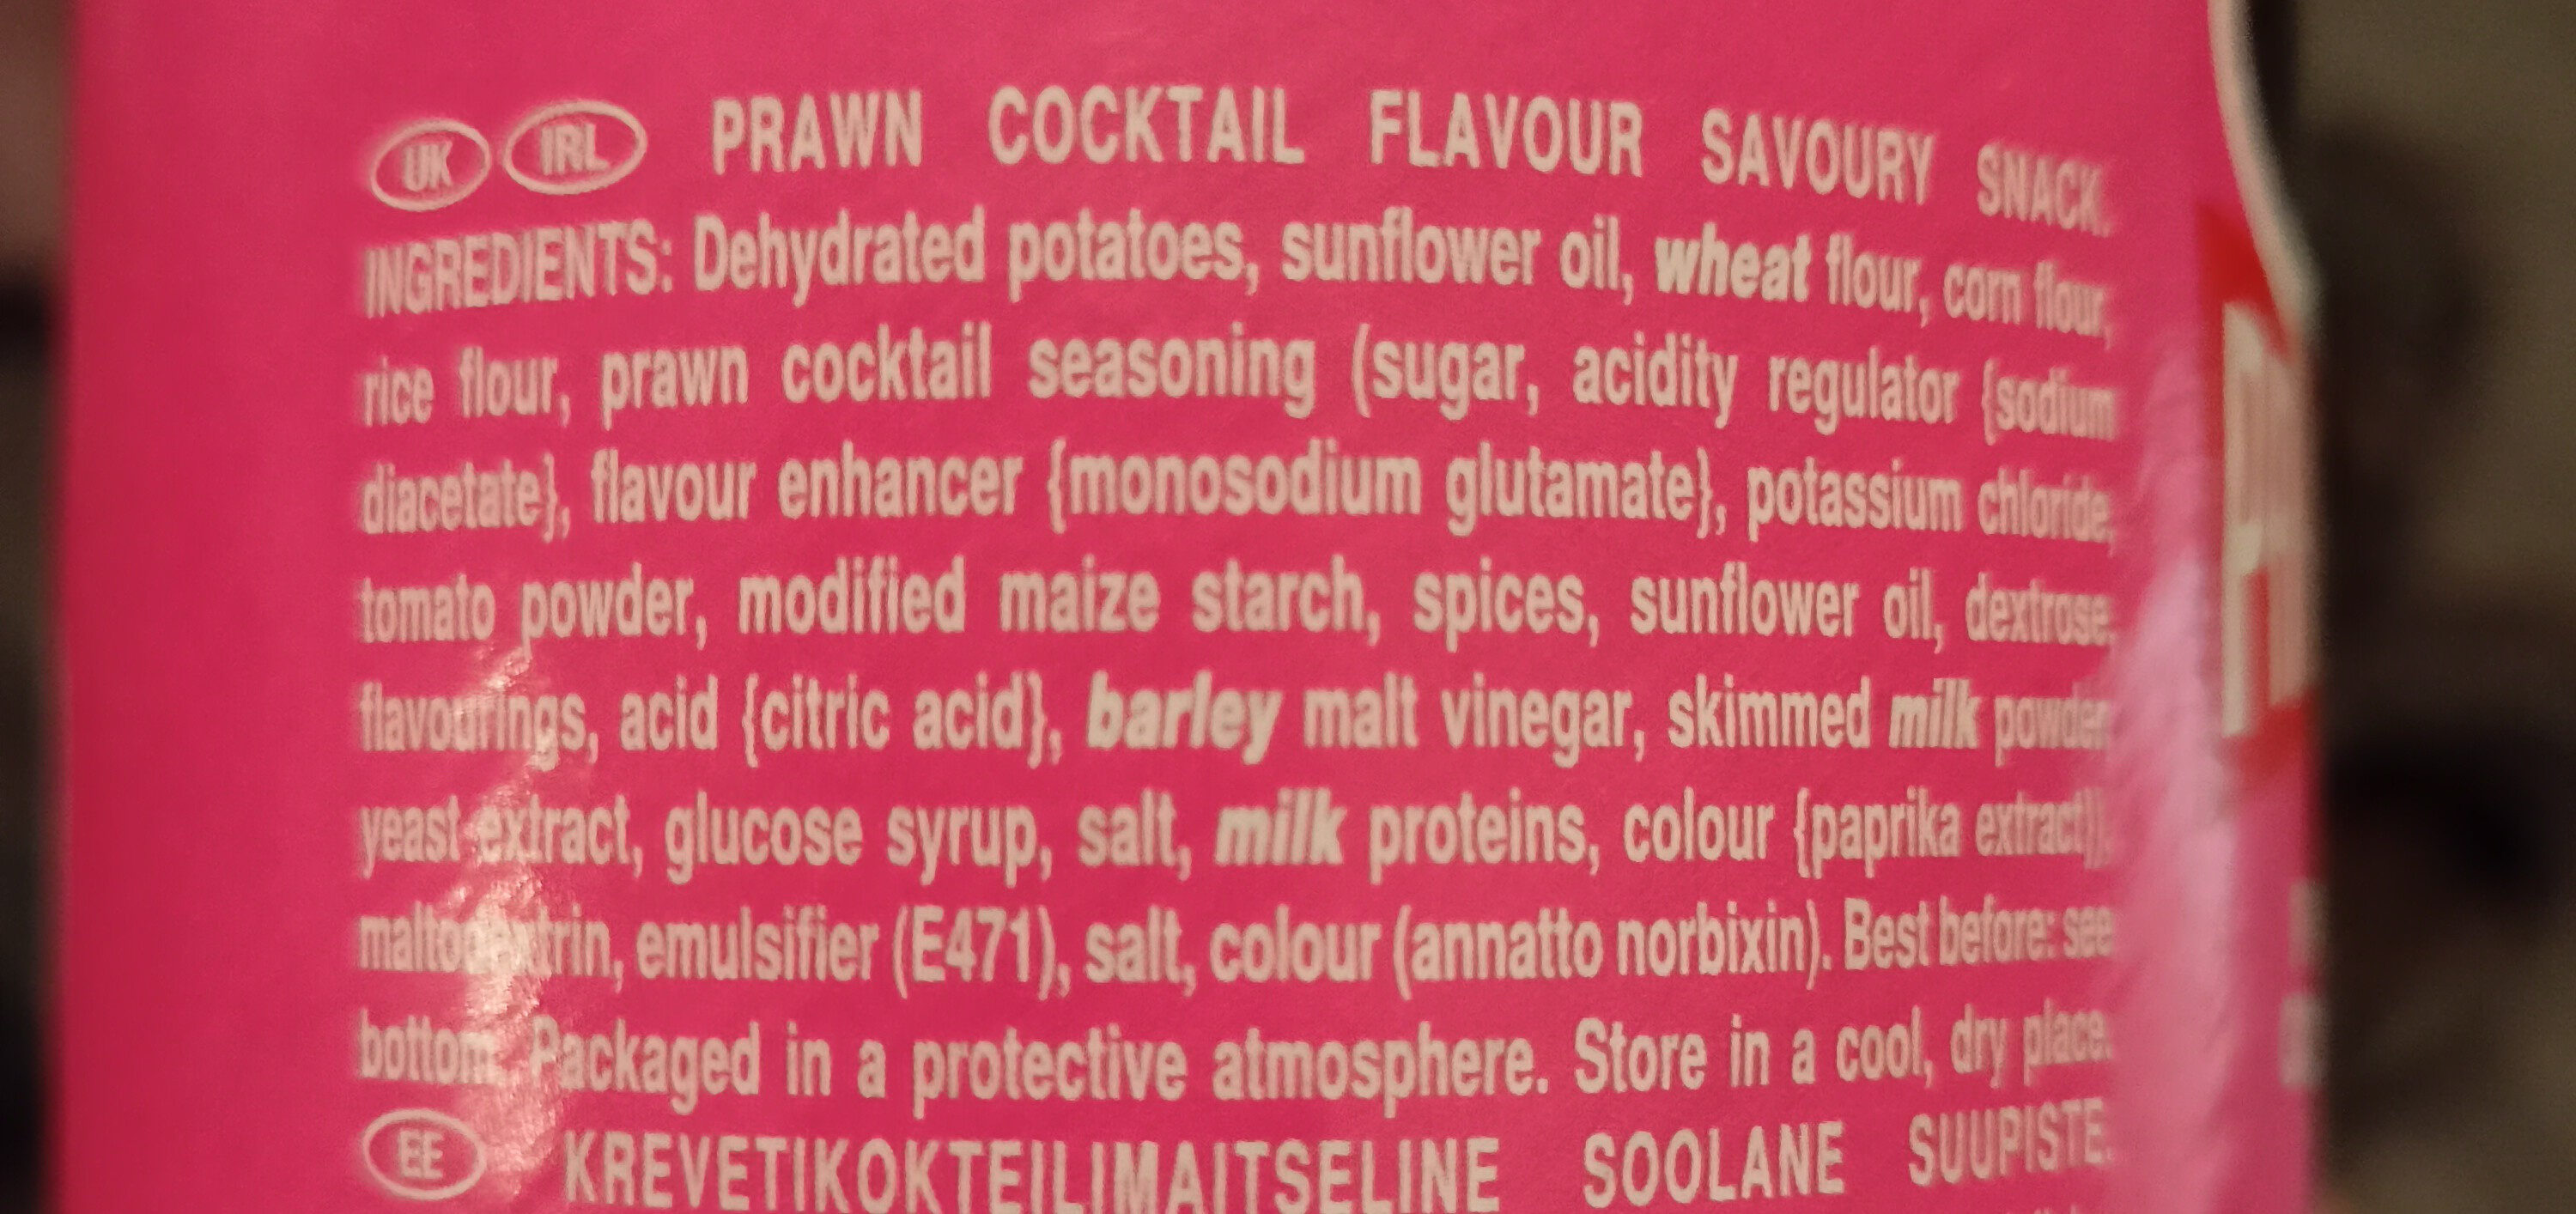 UK IRL PRAWN COCKTAIL FLAVOUR SAVOURY SNACK.
INGREDIENTS: Dehydrated potatoes, sunflower oil, wheat flour, corn flour,
rice flour, prawn cocktail seasoning (sugar, acidity regulator {sodium
diacetate}, flavour enhancer {monosodium glutamate}, potassium chloride,
tomato powder, modified maize starch, spices, sunflower oil, dextrose,
flavourings, acid {citric acid}, barley malt vinegar, skimmed milk powder,
yeast extract, glucose syrup, salt, milk proteins, colour {paprika extract}),
maltodextrin, emulsifier (E471), salt, colour (annatto norbixin). Best before: see
bottom. Packaged in a protective atmosphere. Store in a cool, dry place.
EE KREVETIKOKTEILIMAITSELINE SOOLANE SUUPISTE.